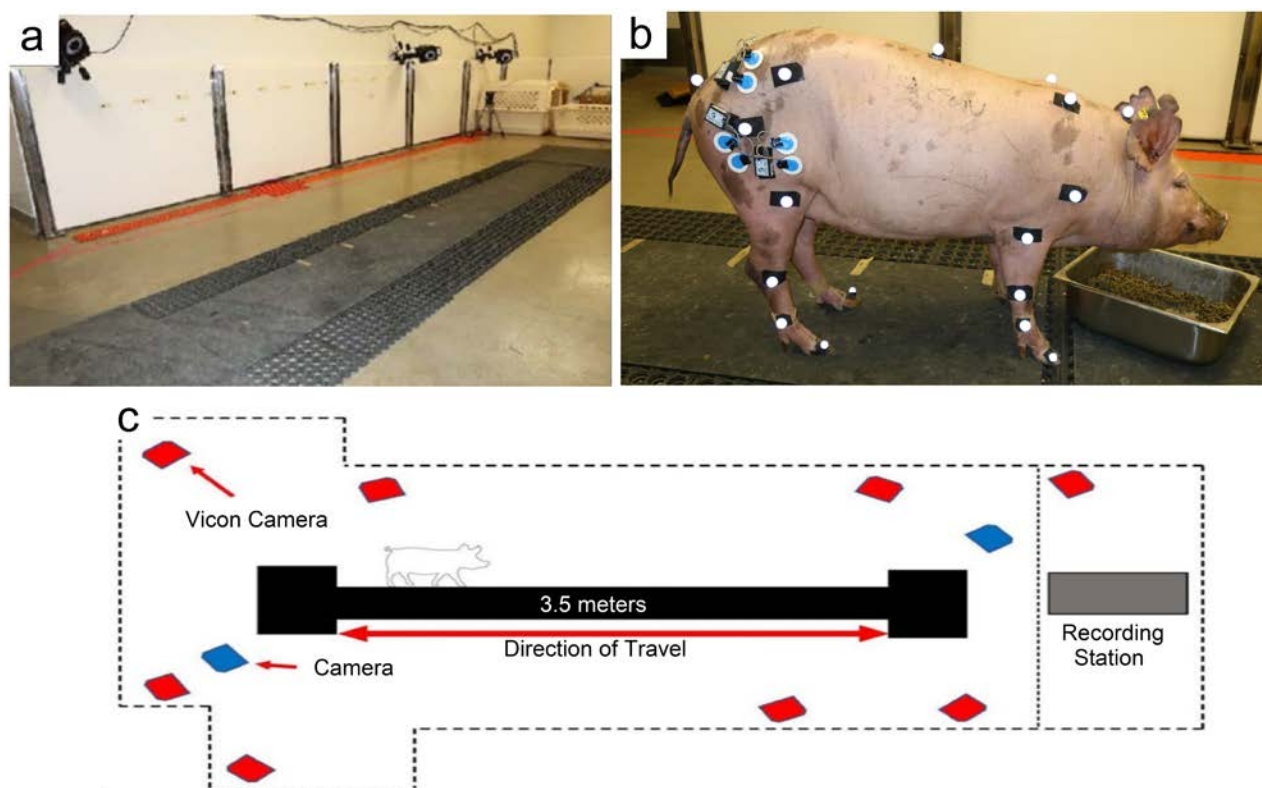 a
b
c
Vicon Camera
3.5 meters
Direction of Travel
Camera
Recording
Station